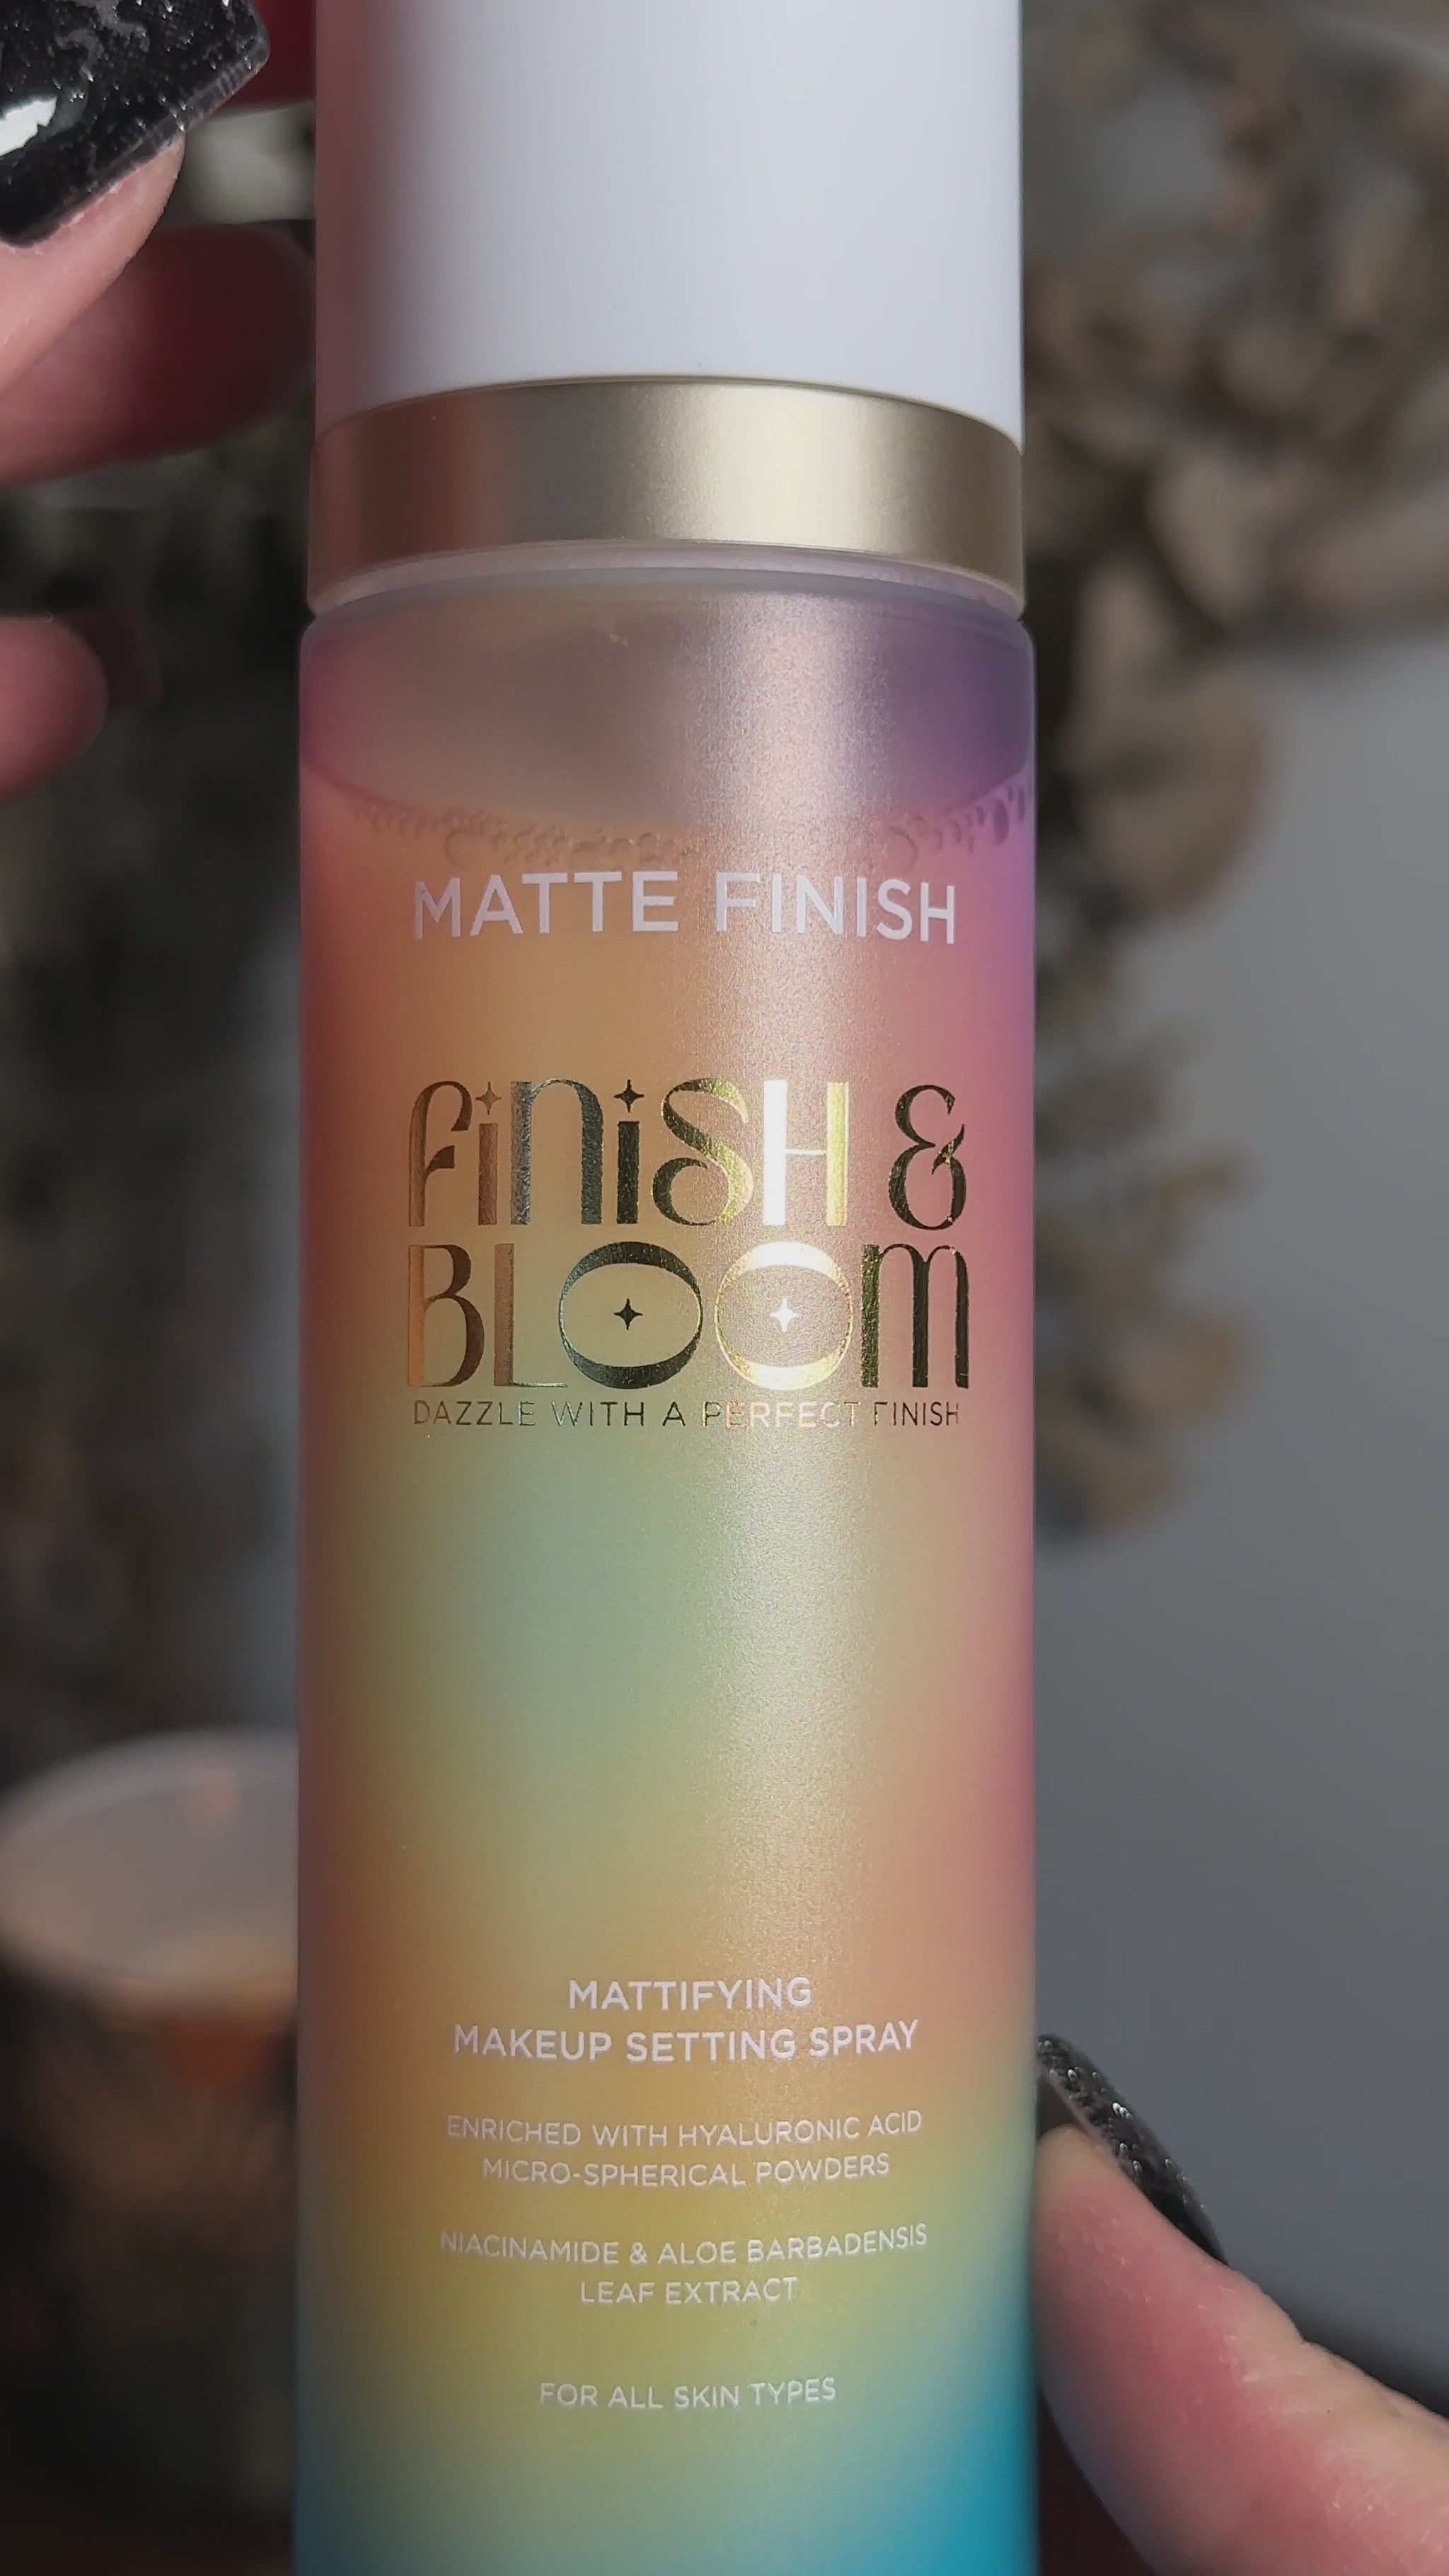 MATTE FINISH
FiNiSH &
BLOOM
DAZZLE WITH A PERFECT FINISH
MATTIFYING
MAKEUP SETTING SPRAY
ENRICHED WITH HYALURONIC ACID
MICRO-SPHERICAL POWDERS
NIACINAMIDE & ALOE BARBADENSIS
LEAF EXTRACT
FOR ALL SKIN TYPES